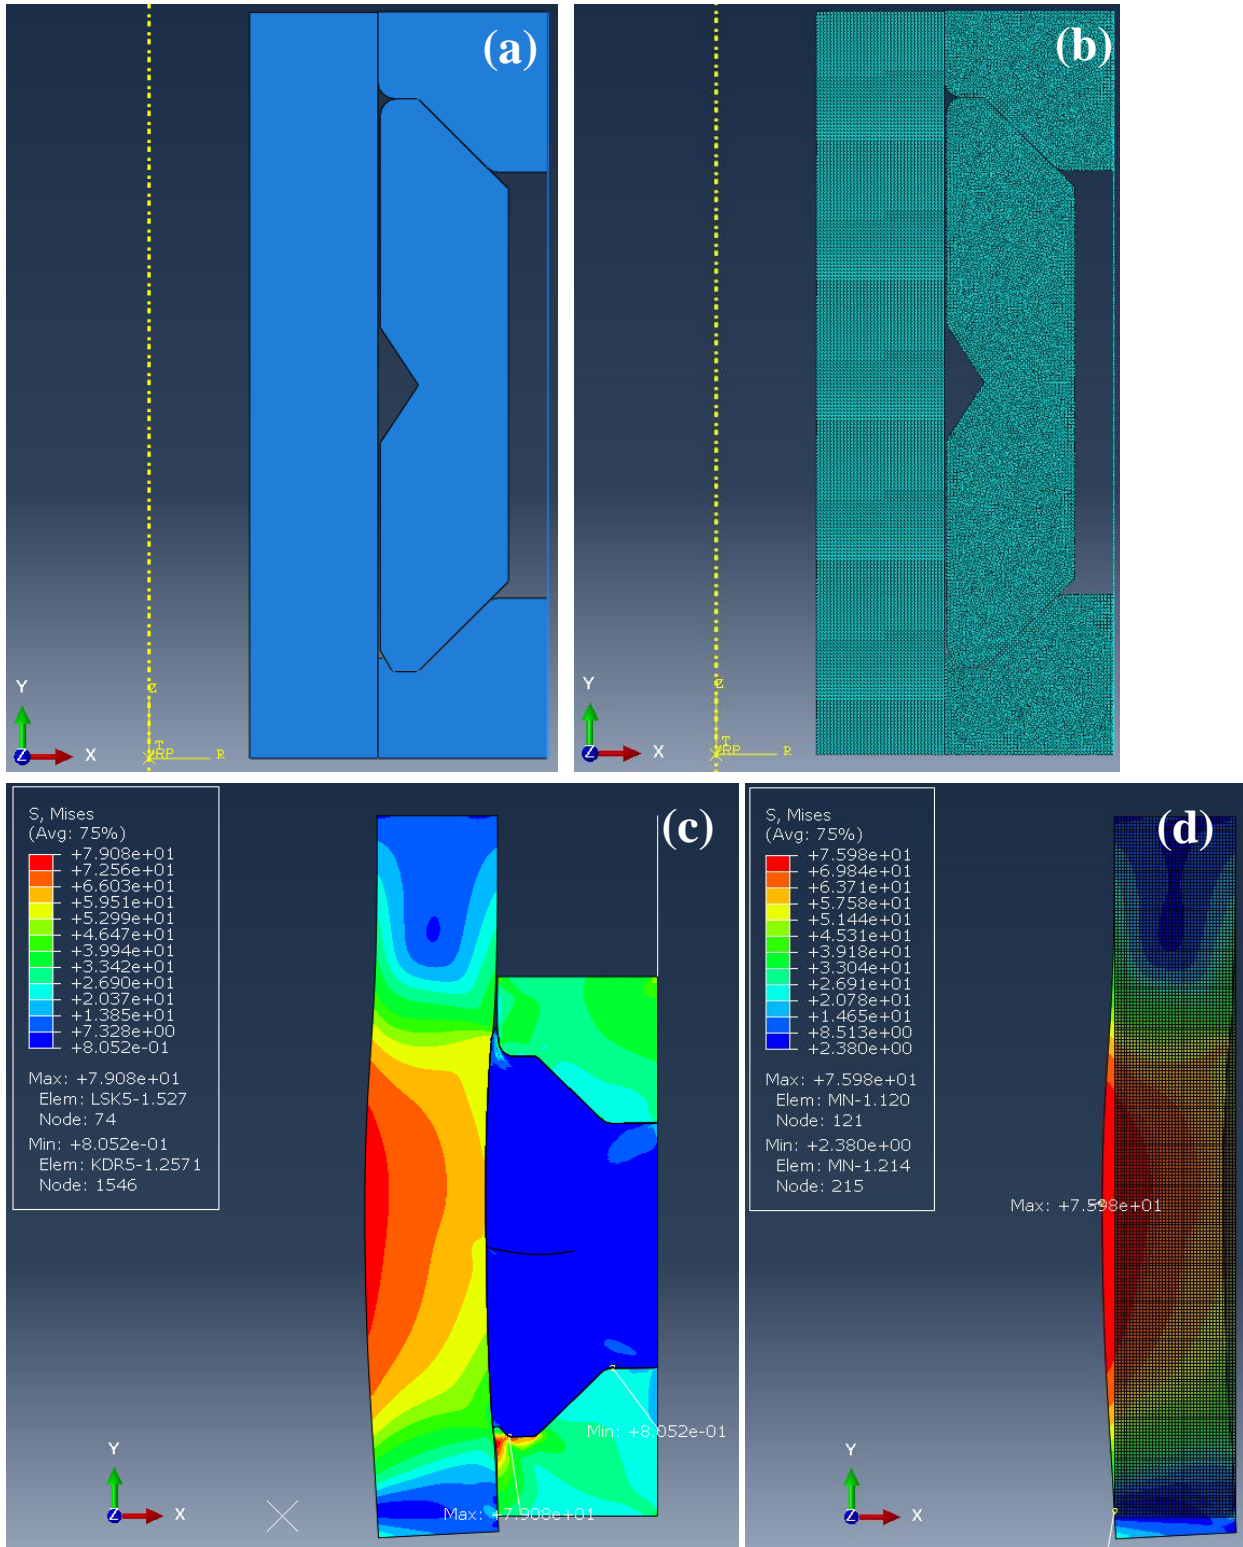 (a)
Y
Z
X
Z
T
RP
R
(b)
Y
Z
X
Z
T
RP
R
S, Mises
(Avg: 75%)
+7.908e+01
+7.256e+01
+6.603e+01
+5.951e+01
+5.299e+01
+4.647e+01
+3.994e+01
+3.342e+01
+2.690e+01
+2.037e+01
+1.385e+01
+7.328e+00
+8.052e-01
Max: +7.908e+01
Elem: LSK5-1.527
Node: 74
Min: +8.052e-01
Elem: KDR5-1.2571
Node: 1546
(c)
Min: +8.052e-01
Max: +7.908e+01
Y
Z
X
S, Mises
(Avg: 75%)
+7.598e+01
+6.984e+01
+6.371e+01
+5.758e+01
+5.144e+01
+4.531e+01
+3.918e+01
+3.304e+01
+2.691e+01
+2.078e+01
+1.465e+01
+8.513e+00
+2.380e+00
Max: +7.598e+01
Elem: MN-1.120
Node: 121
Min: +2.380e+00
Elem: MN-1.214
Node: 215
(d)
Max: +7.598e+01
Y
Z
X